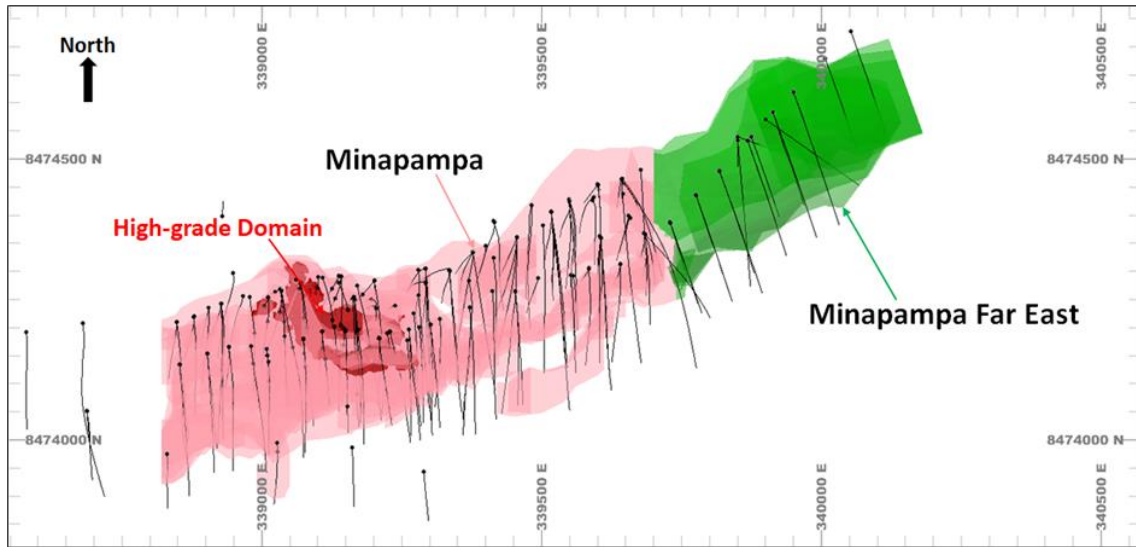 North
339000 E
339500 E
340000 E
340500 E
8474500 N
Minapampa
8474500 N
High-grade Domain
Minapampa Far East
8474000 N
8474000 N
339000 E
339500 E
340000 E
340500 E